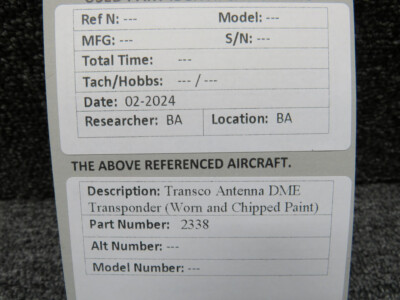 Ref N: --- Model: ---
MFG: --- S/N: ---
Total Time: ---
Tach/Hobbs: --- / ---
Date: 02-2024
Researcher: BA Location: BA
THE ABOVE REFERENCED AIRCRAFT.
Description: Transco Antenna DME
Transponder (Worn and Chipped Paint)
Part Number: 2338
Alt Number: ---
Model Number: ---